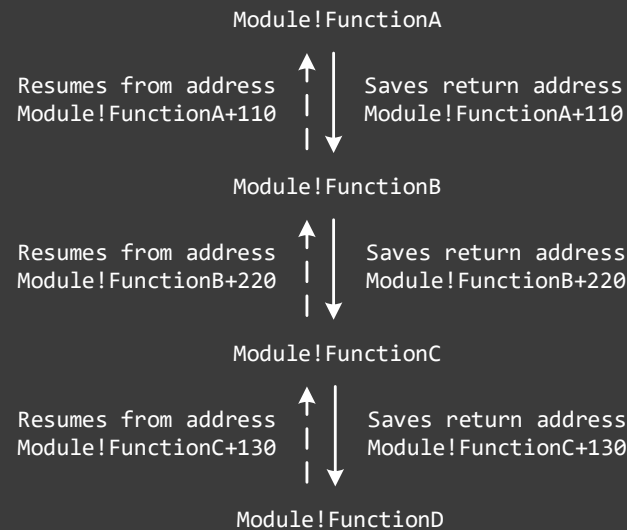 Module!FunctionA
Resumes from address
Module!FunctionA+110
Saves return address
Module!FunctionA+110
Module!FunctionB
Resumes from address
Module!FunctionB+220
Saves return address
Module!FunctionB+220
Module!FunctionC
Resumes from address
Module!FunctionC+130
Saves return address
Module!FunctionC+130
Module!FunctionD